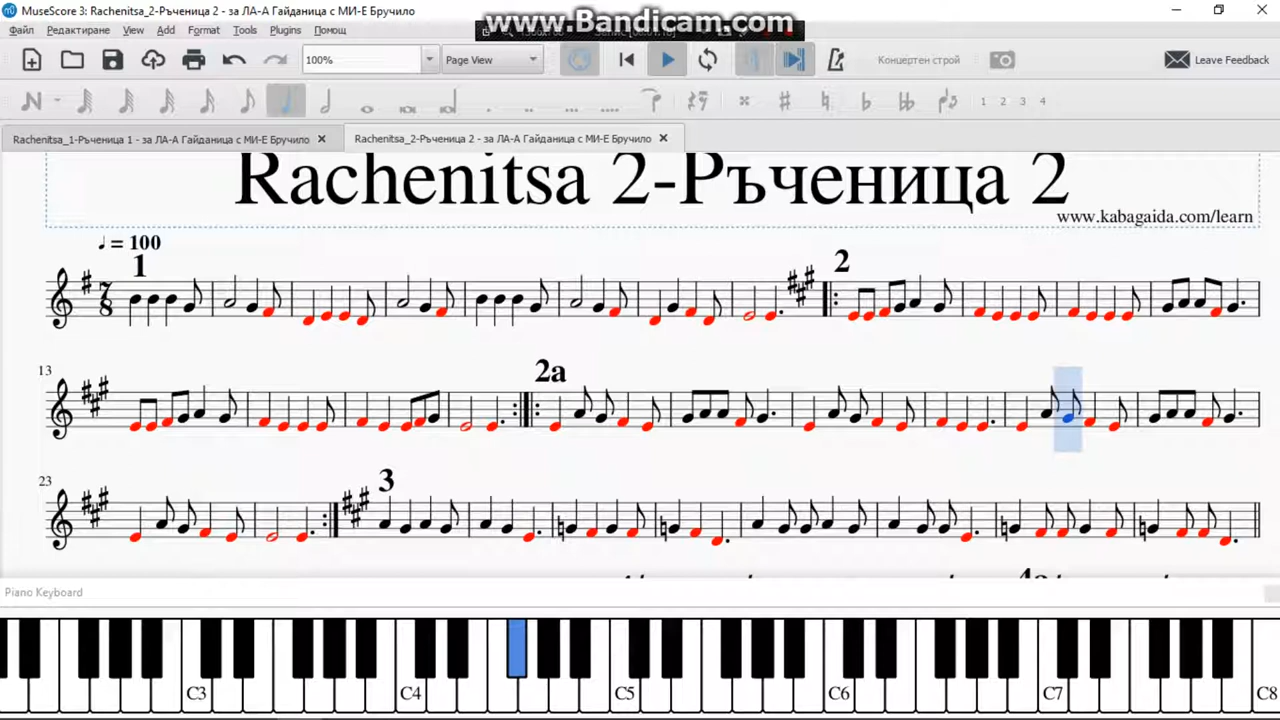 MuseScore 3: Rachenitsa_2-Ръченица 2 - за ЛА-А Гайданица с МИ-Е Бручило
www.Bandicam.com
Файл Редактиране View Add Format Tools Plugins Помощ
100% Page View Концертен строй Leave Feedback
1 2 3 4
Rachenitsa_1-Ръченица 1 - за ЛА-А Гайданица с МИ-Е Бручило Rachenitsa_2-Ръченица 2 - за ЛА-А Гайданица с МИ-Е Бручило
Rachenitsa 2-Ръченица 2
www.kabagaida.com/learn
♩ = 100
1 2
7
8
13 2a
23 3
Piano Keyboard
C3 C4 C5 C6 C7 C8